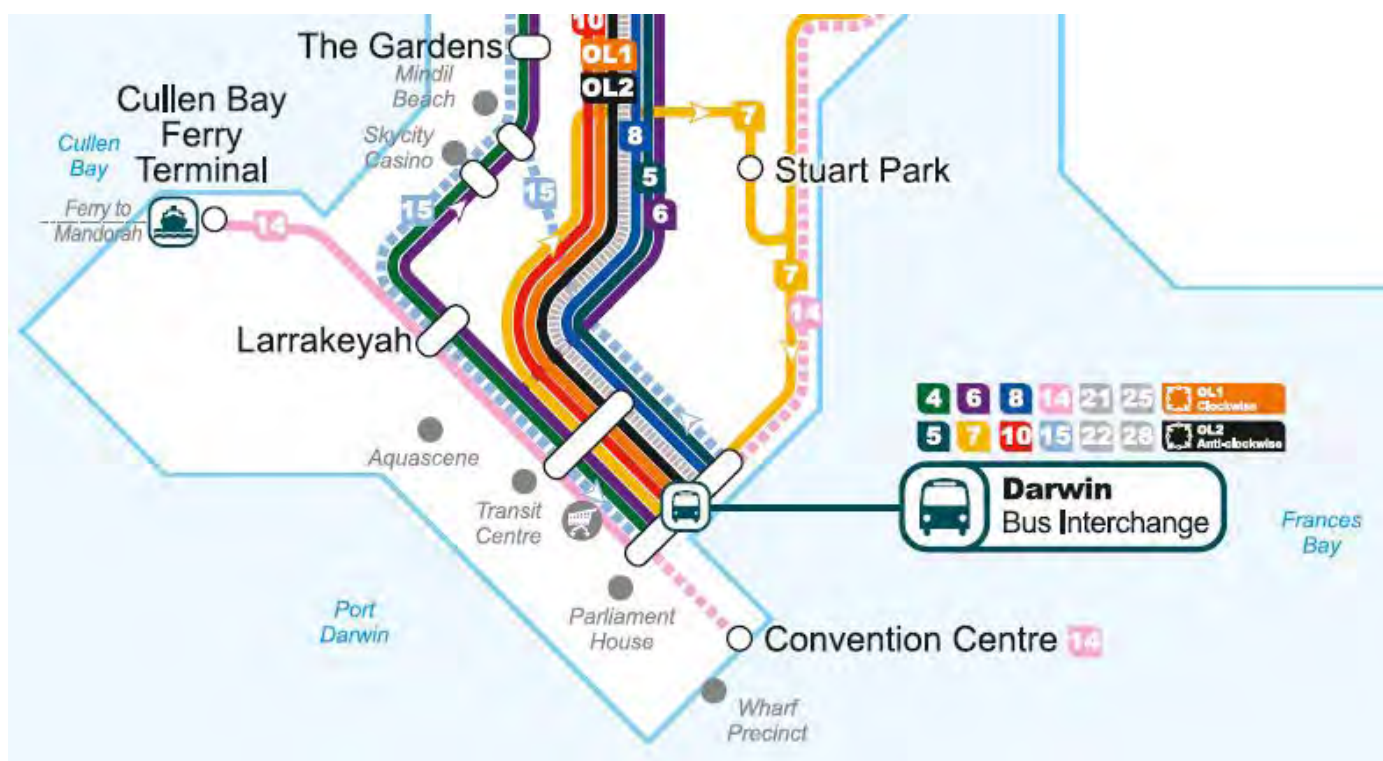 10
The Gardens
OL1
Mindil
Beach
OL2
7
Cullen Bay
Ferry
Terminal
Cullen
Bay
Skycity
Casino
8
15
15
5
Stuart Park
6
Ferry to
Mandorah
14
7
14
Larrakeyah
4
6
8
14
21
25
OL1
Clockwise
5
7
10
15
22
28
OL2
Anti-clockwise
Aquascene
Transit
Centre
Darwin
Bus Interchange
Frances
Bay
Port
Darwin
Parliament
House
Convention Centre 14
Wharf
Precinct